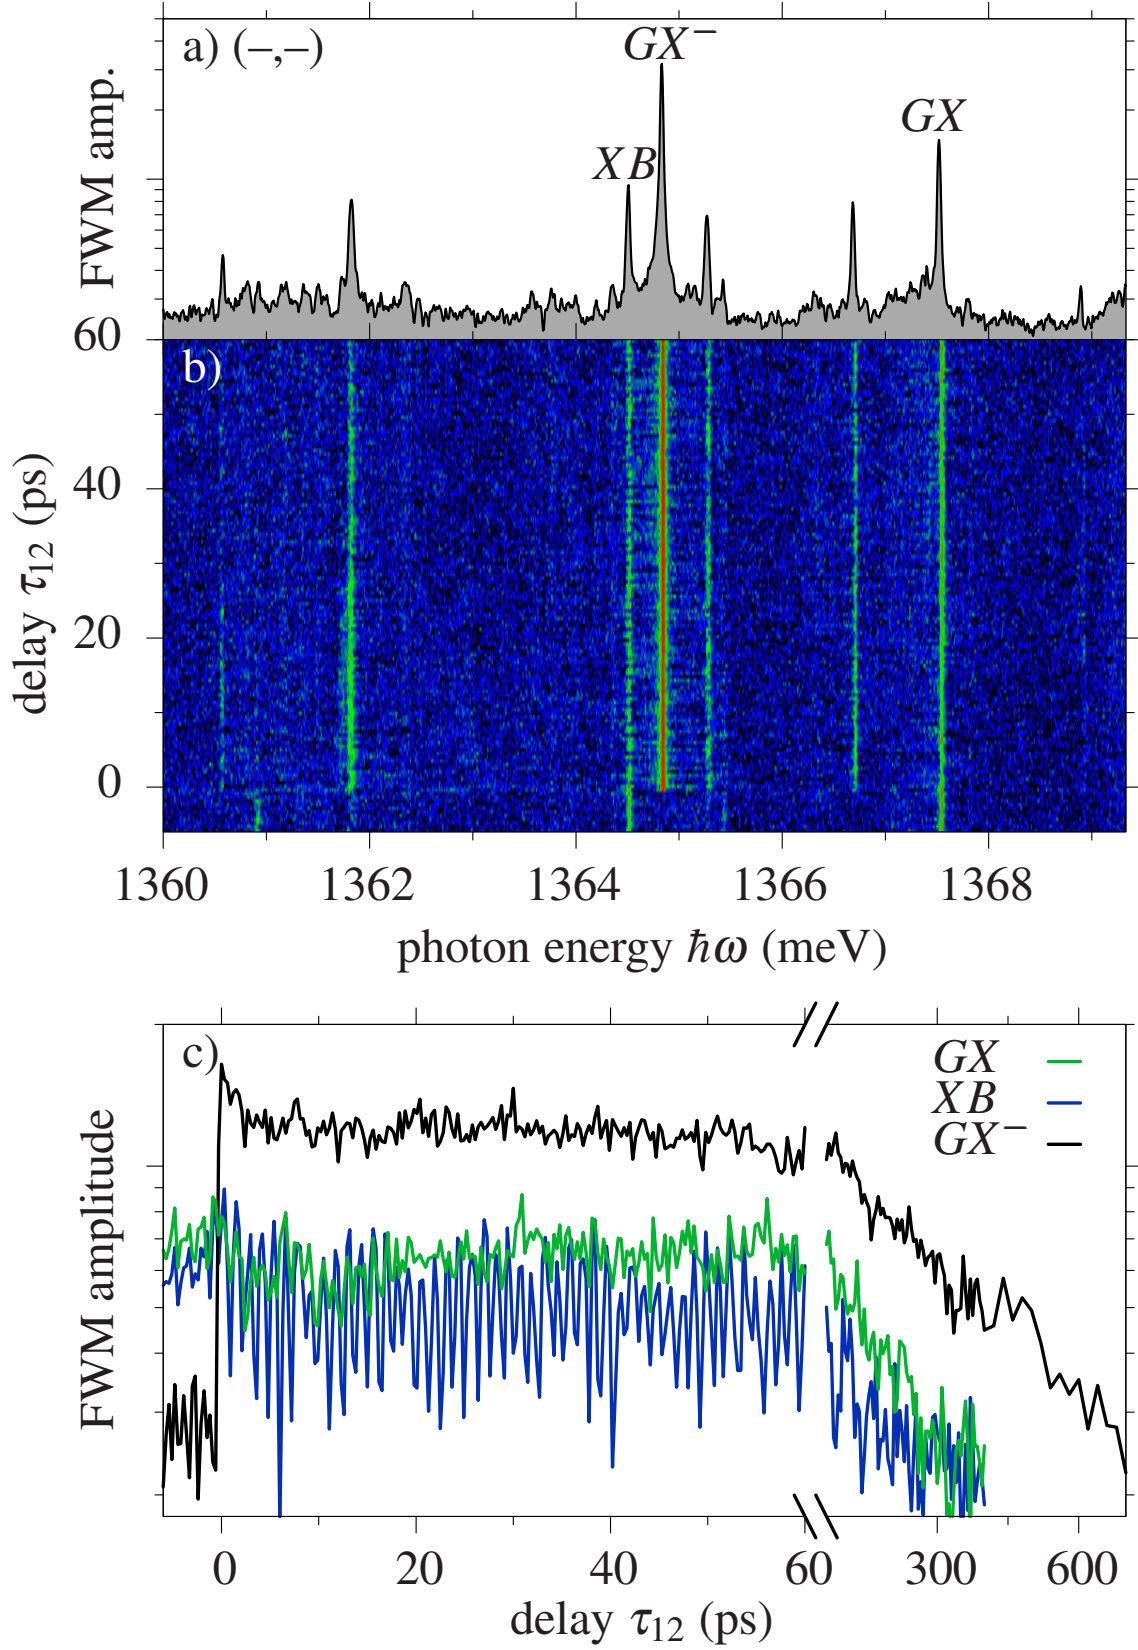 a) (–,–)
GX⁻
XB
GX
FWM amp.
60
b)
40
20
0
delay τ₁₂ (ps)
1360 1362 1364 1366 1368
photon energy ħω (meV)
c)
GX
XB
GX⁻
FWM amplitude
0 20 40 60 300 600
delay τ₁₂ (ps)